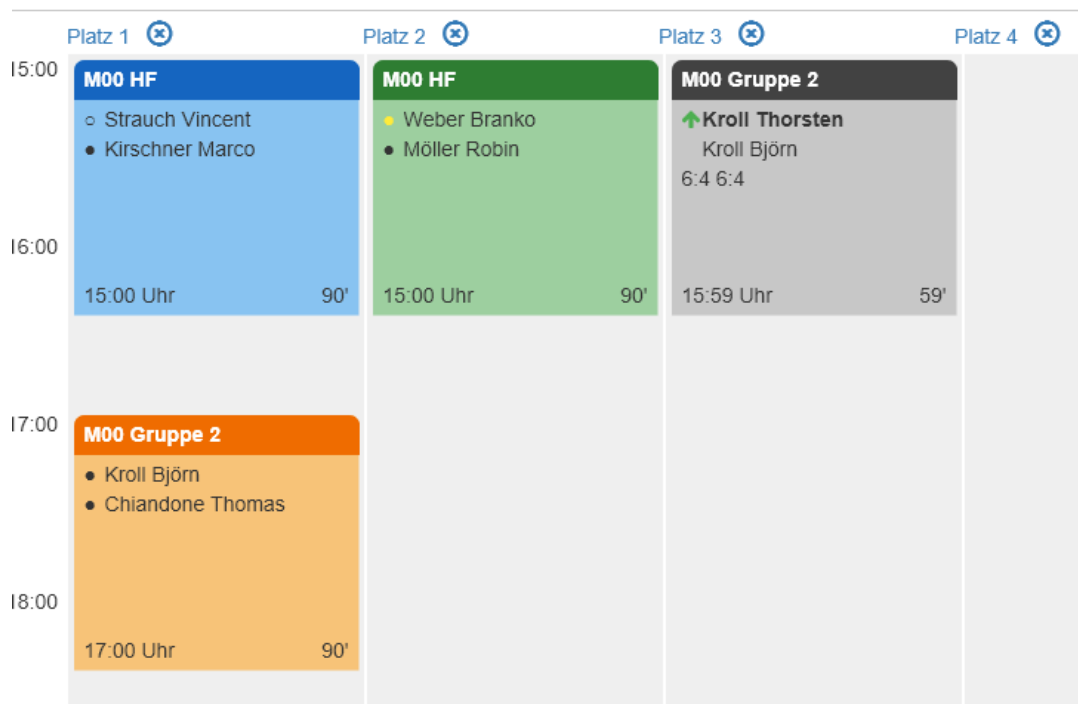 Platz 1
Platz 2
Platz 3
Platz 4
15:00
M00 HF
○ Strauch Vincent
● Kirschner Marco
15:00 Uhr 90'
M00 HF
● Weber Branko
● Möller Robin
15:00 Uhr 90'
M00 Gruppe 2
Kroll Thorsten
Kroll Björn
6:4 6:4
15:59 Uhr 59'
16:00
17:00
M00 Gruppe 2
● Kroll Björn
● Chiandone Thomas
17:00 Uhr 90'
18:00